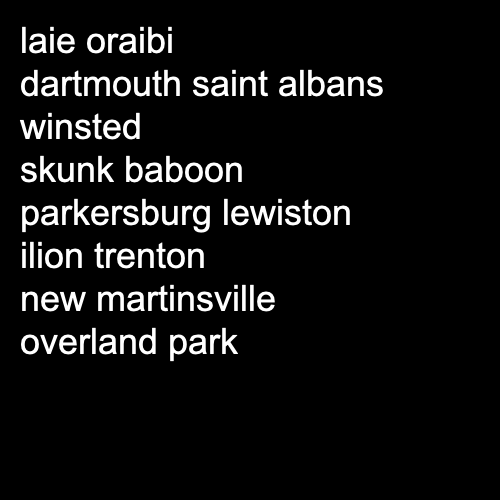 laie oraibi
dartmouth saint albans
winsted
skunk baboon
parkersburg lewiston
ilion trenton
new martinsville
overland park